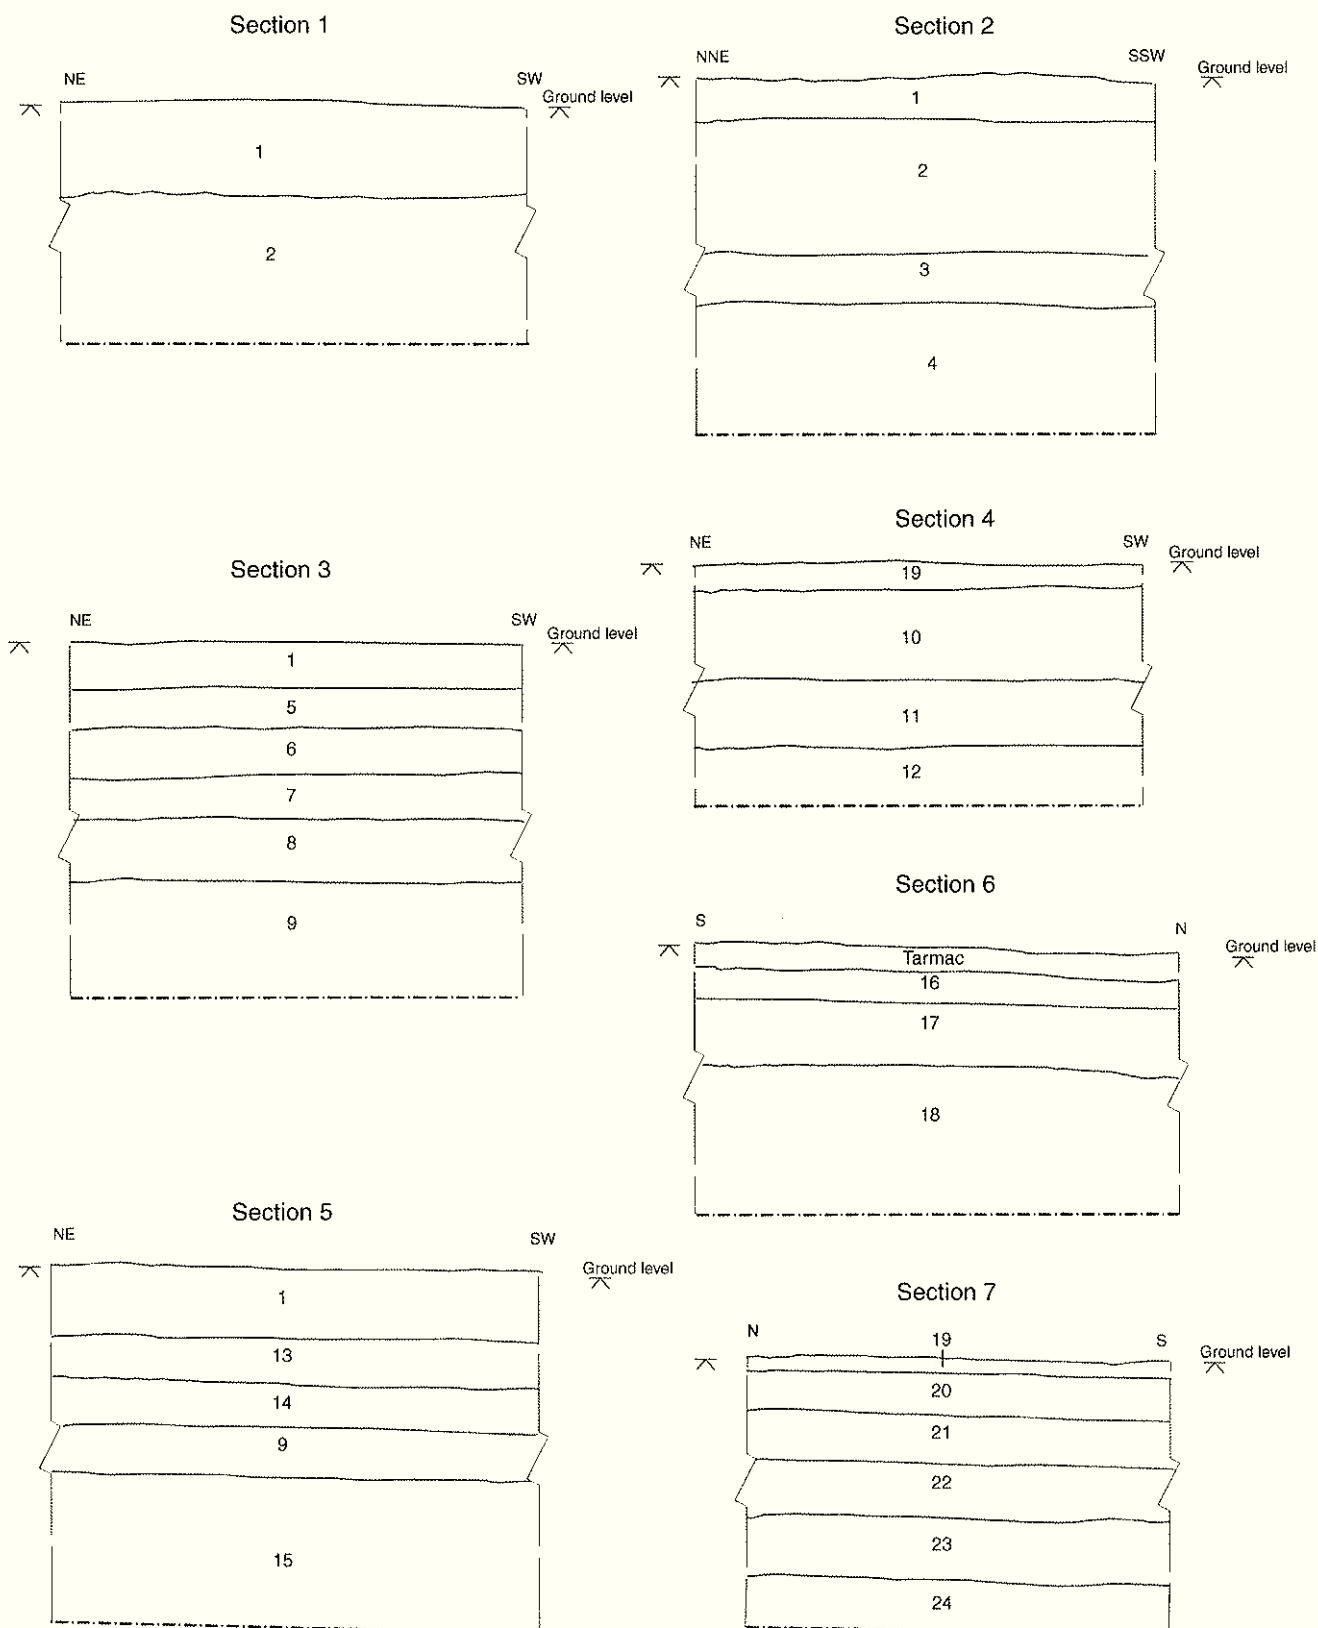 Section 1
NE SW
Ground level
1
2
Section 2
NNE SSW
Ground level
1
2
3
4
Section 3
NE SW
Ground level
1
5
6
7
8
9
Section 4
NE SW
Ground level
19
10
11
12
Section 6
S N
Ground level
Tarmac
16
17
18
Section 5
NE SW
Ground level
1
13
14
9
15
Section 7
N 19 S
Ground level
20
21
22
23
24